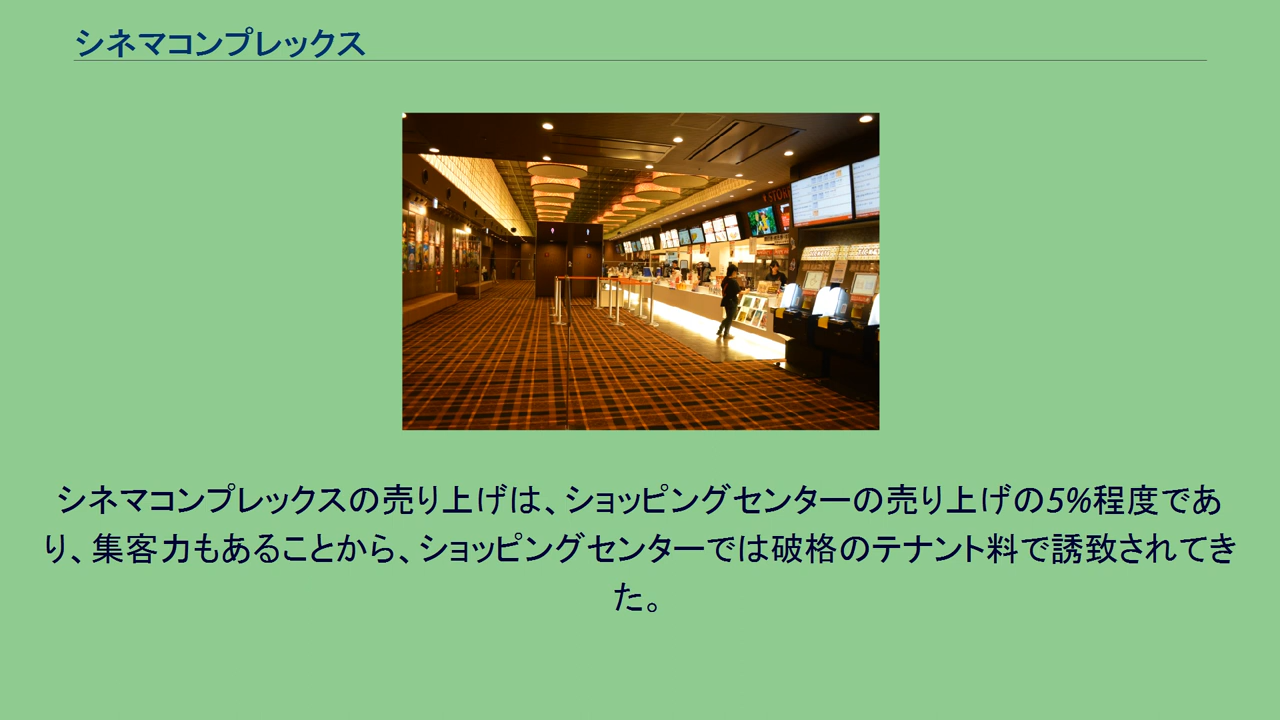 シネマコンプレックス
シネマコンプレックスの売り上げは、ショッピングセンターの売り上げの5%程度であ
り、集客力もあることから、ショッピングセンターでは破格のテナント料で誘致されてき
た。